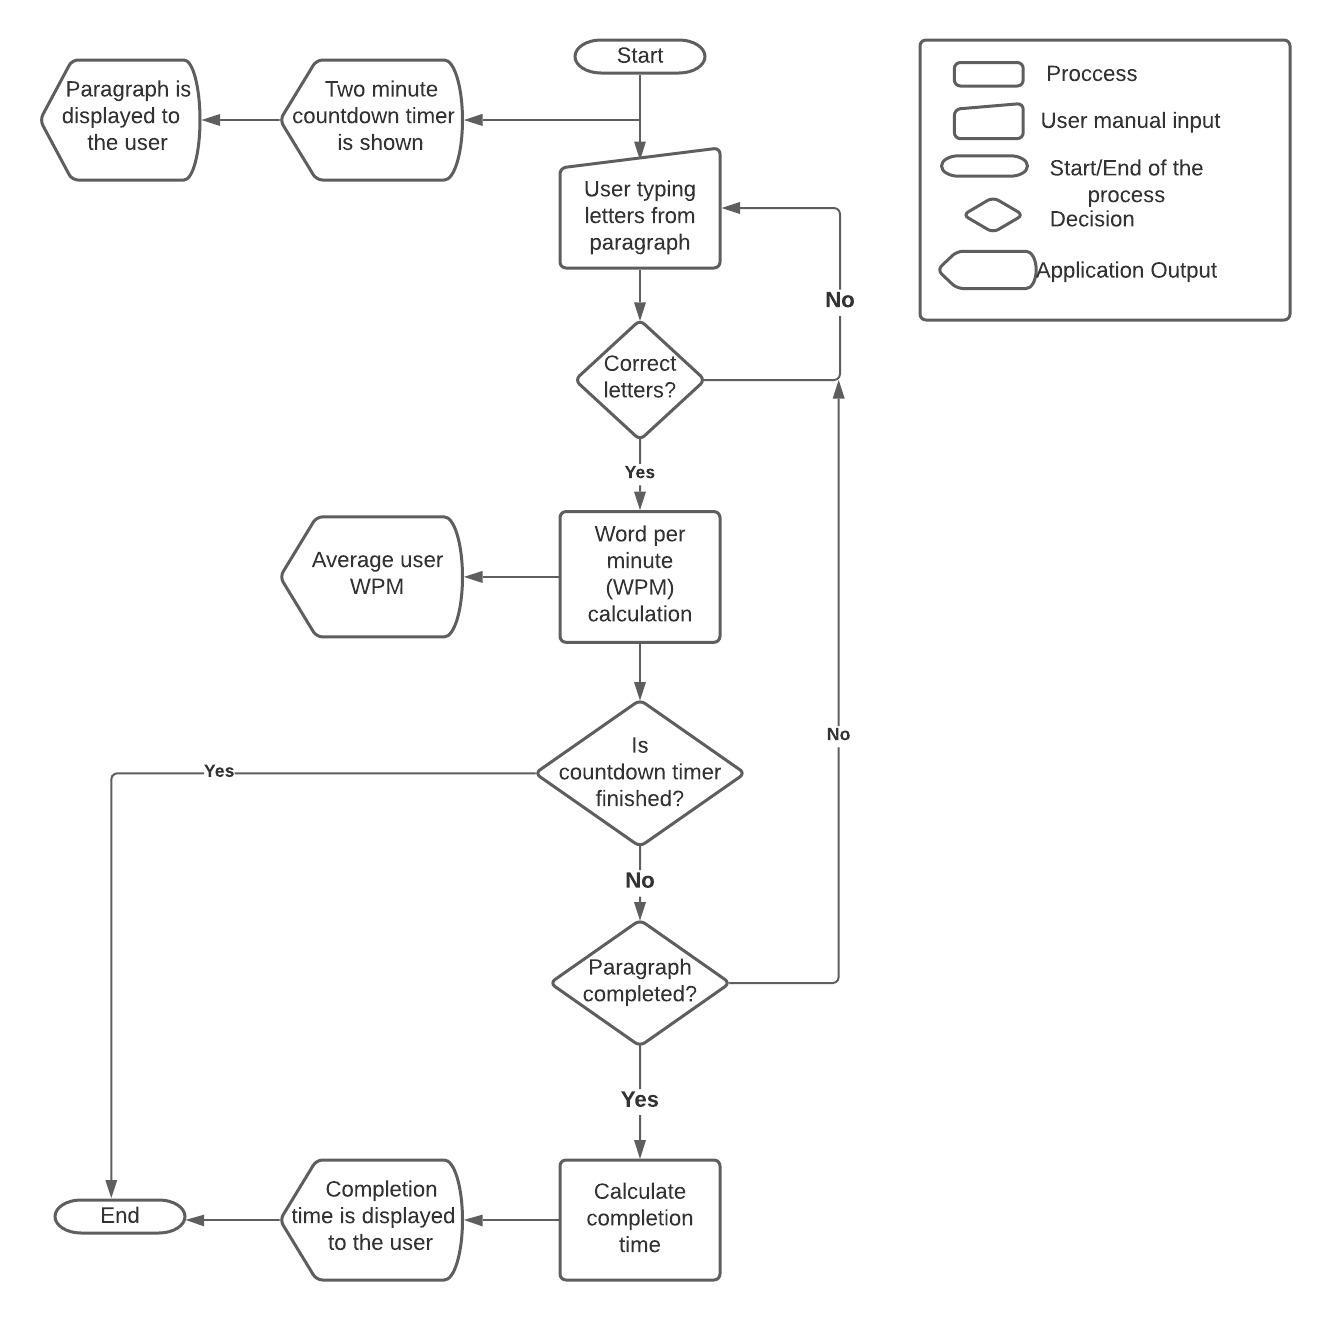 Start
Paragraph is
displayed to
the user
Two minute
countdown timer
is shown
User typing
letters from
paragraph
No
Correct
letters?
Yes
Word per
minute
(WPM)
calculation
Average user
WPM
Is
countdown timer
finished?
Yes
No
No
Paragraph
completed?
Yes
Calculate
completion
time
Completion
time is displayed
to the user
End
Proccess
User manual input
Start/End of the
process
Decision
Application Output